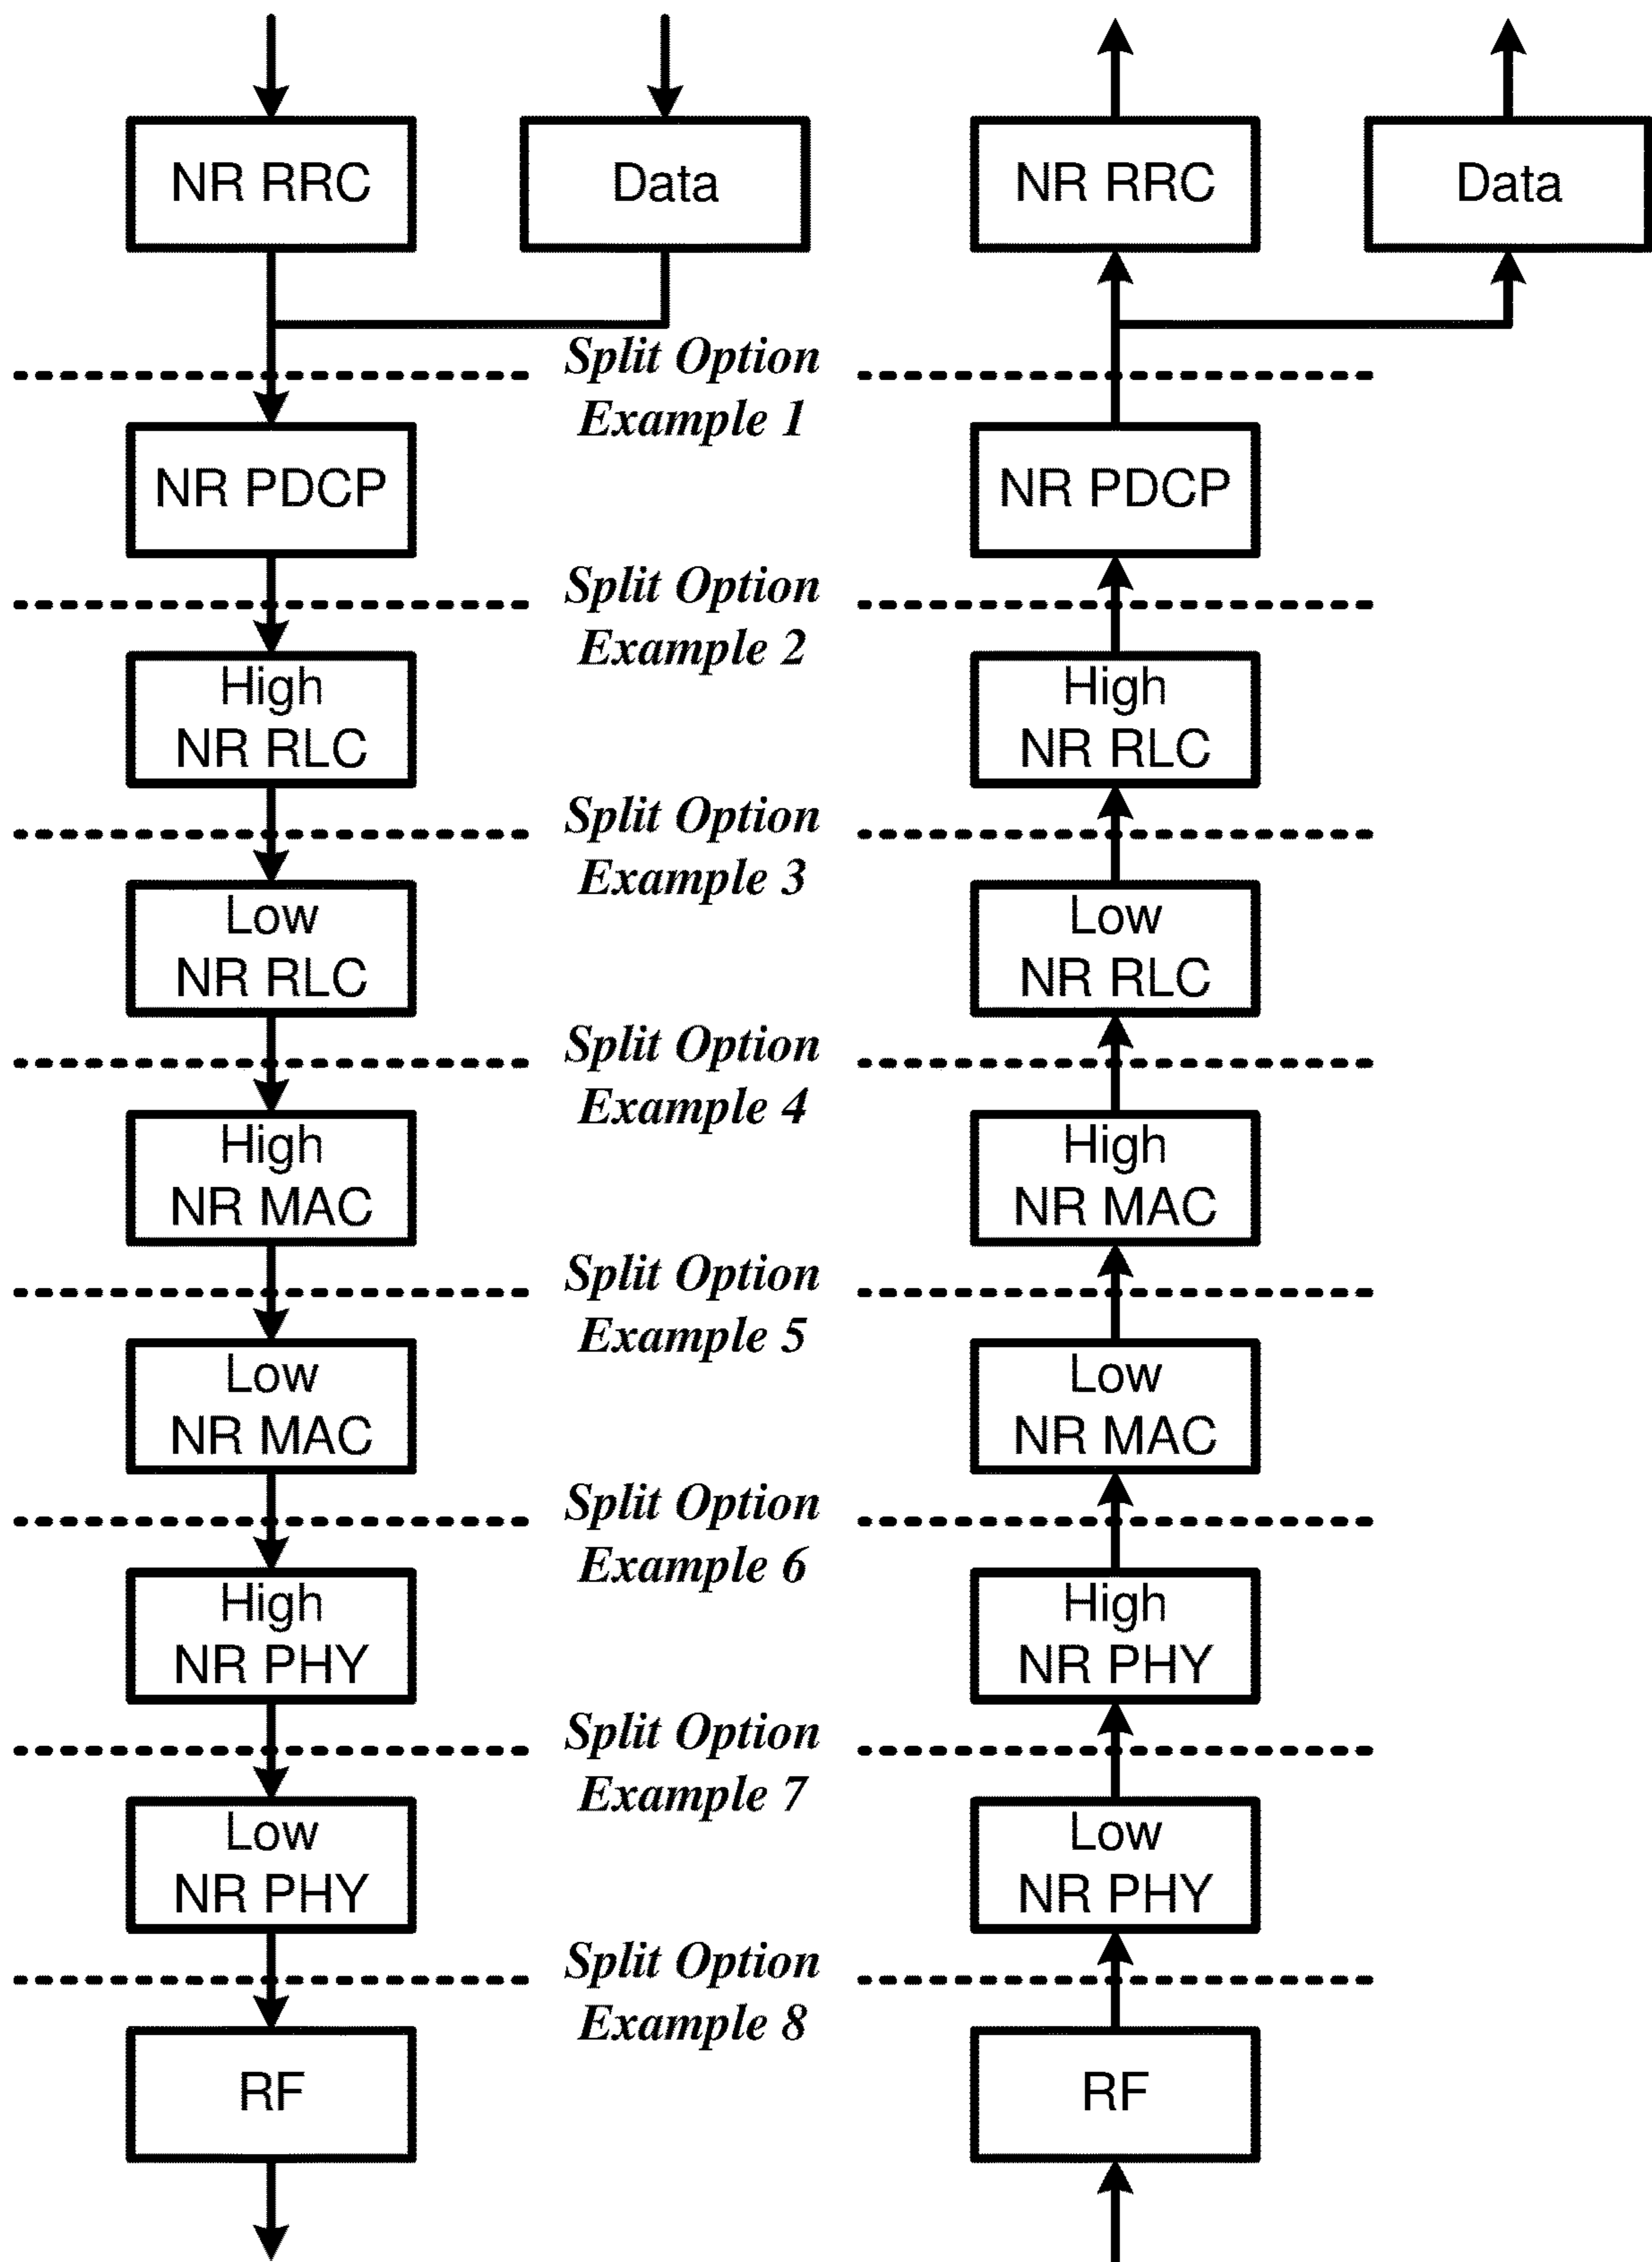 NR RRC
Data
NR RRC
Data
Split Option
Example 1
NR PDCP
NR PDCP
Split Option
Example 2
High
NR RLC
High
NR RLC
Split Option
Example 3
Low
NR RLC
Low
NR RLC
Split Option
Example 4
High
NR MAC
High
NR MAC
Split Option
Example 5
Low
NR MAC
Low
NR MAC
Split Option
Example 6
High
NR PHY
High
NR PHY
Split Option
Example 7
Low
NR PHY
Low
NR PHY
Split Option
Example 8
RF
RF